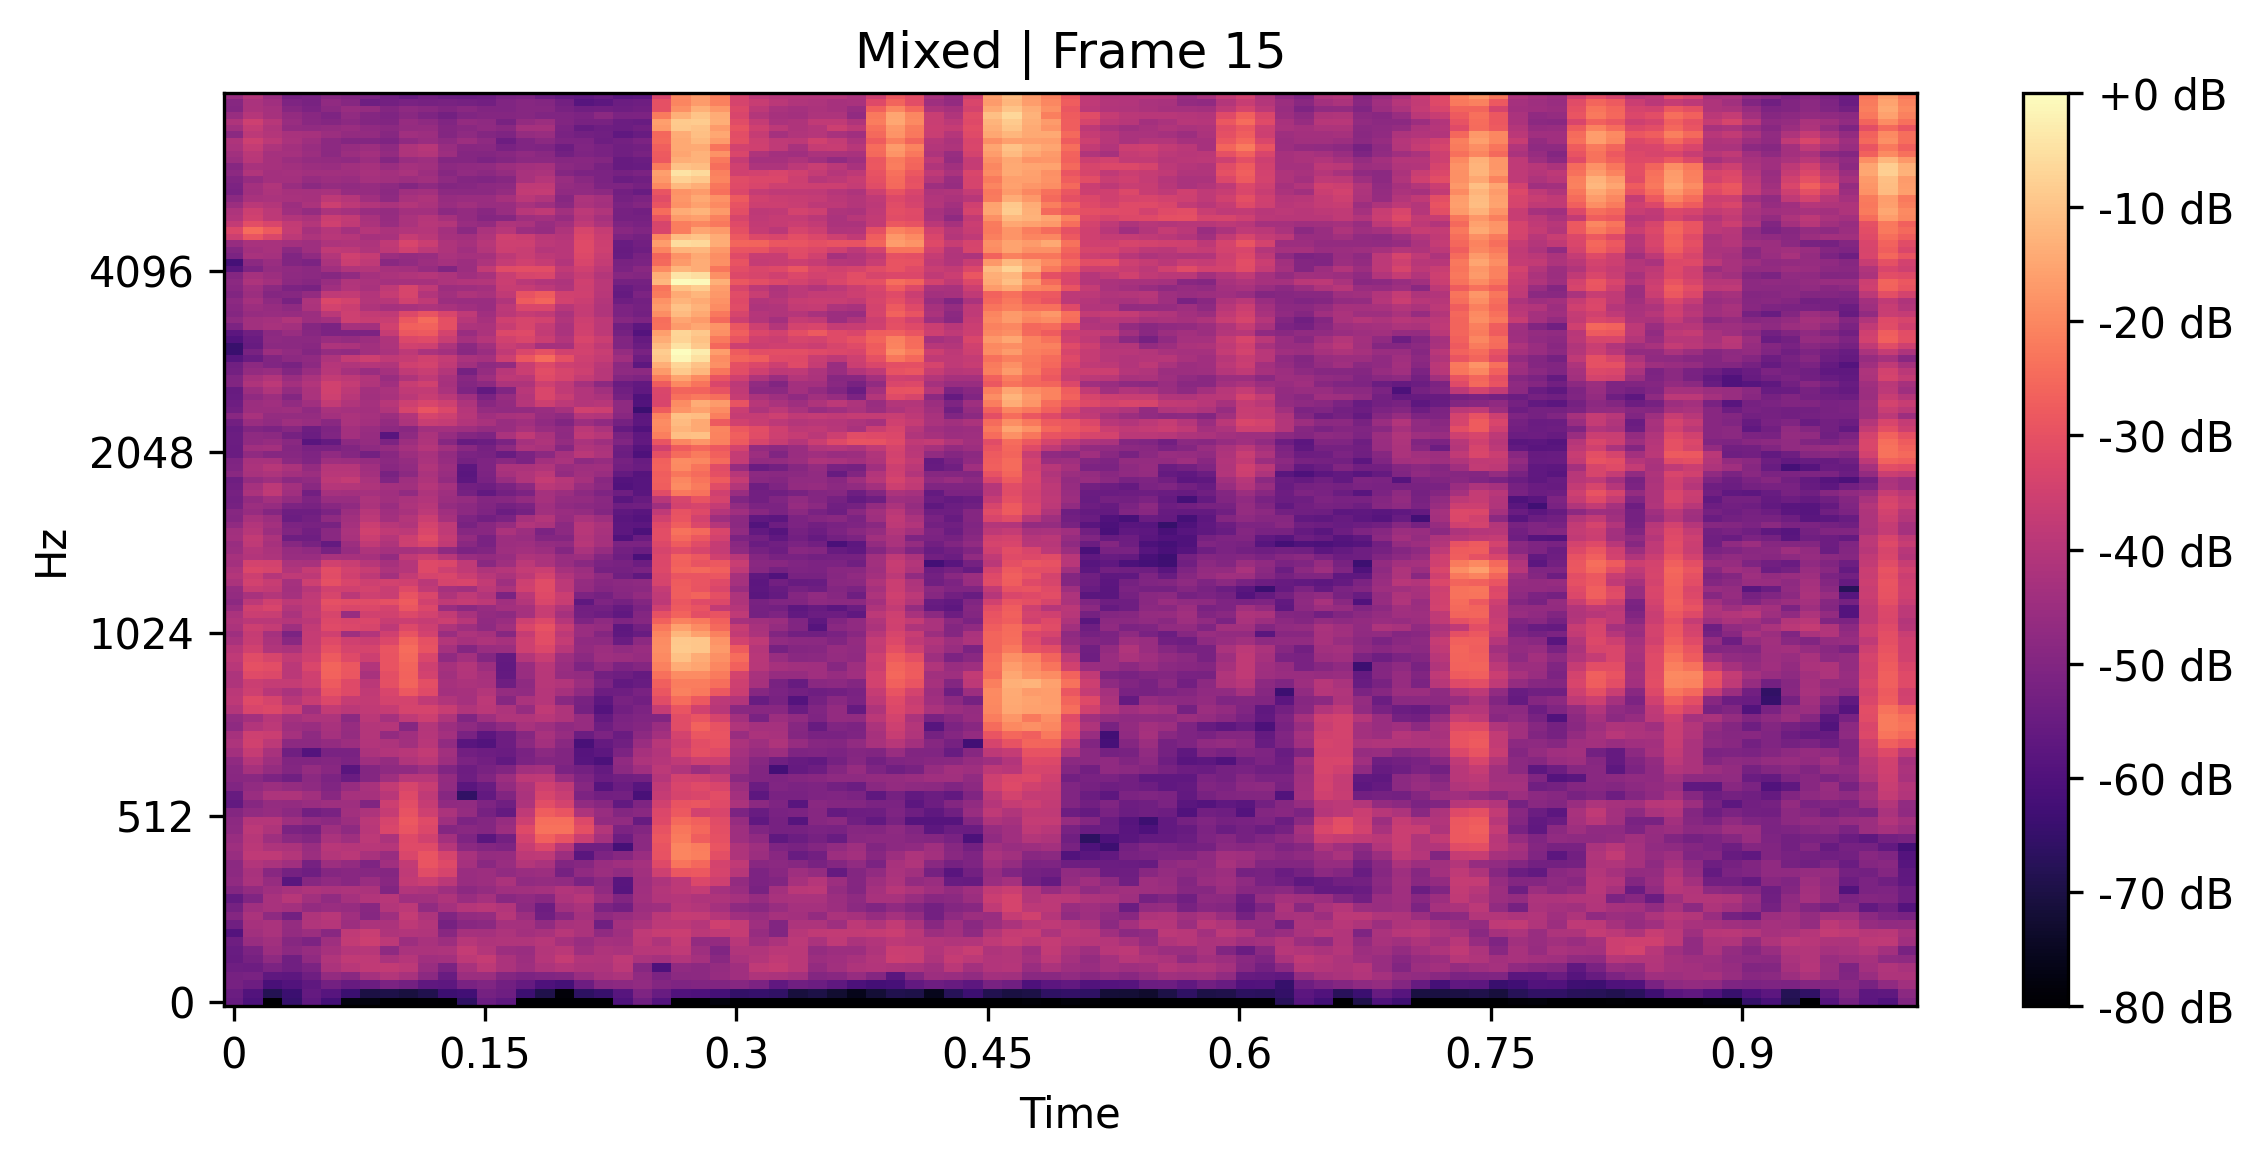 Mixed | Frame 15
+0 dB
-10 dB
-20 dB
-30 dB
-40 dB
-50 dB
-60 dB
-70 dB
-80 dB
4096
2048
1024
512
0
Hz
0 0.15 0.3 0.45 0.6 0.75 0.9
Time